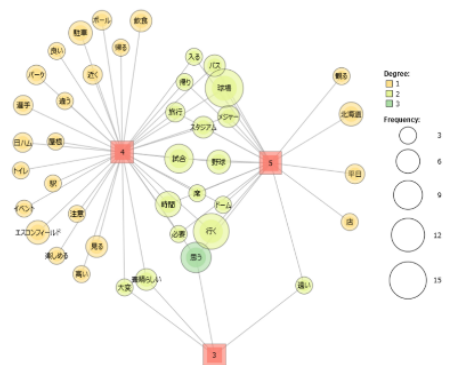 ボール
飲食
駐車
帰る
良い
入る
バス
近く
パーク
帰り
球場
観る
選手
違う
旅行
メジャー
スタジアム
北海道
日ハム
屋根
4
試合
野球
5
トイレ
駅
平日
席
イベント
注意
時間
ドーム
店
エスコンフィールド
必要
行く
見る
楽しめる
思う
高い
素晴らしい
大変
遠い
3
Degree:
1
2
3
Frequency:
3
6
9
12
15